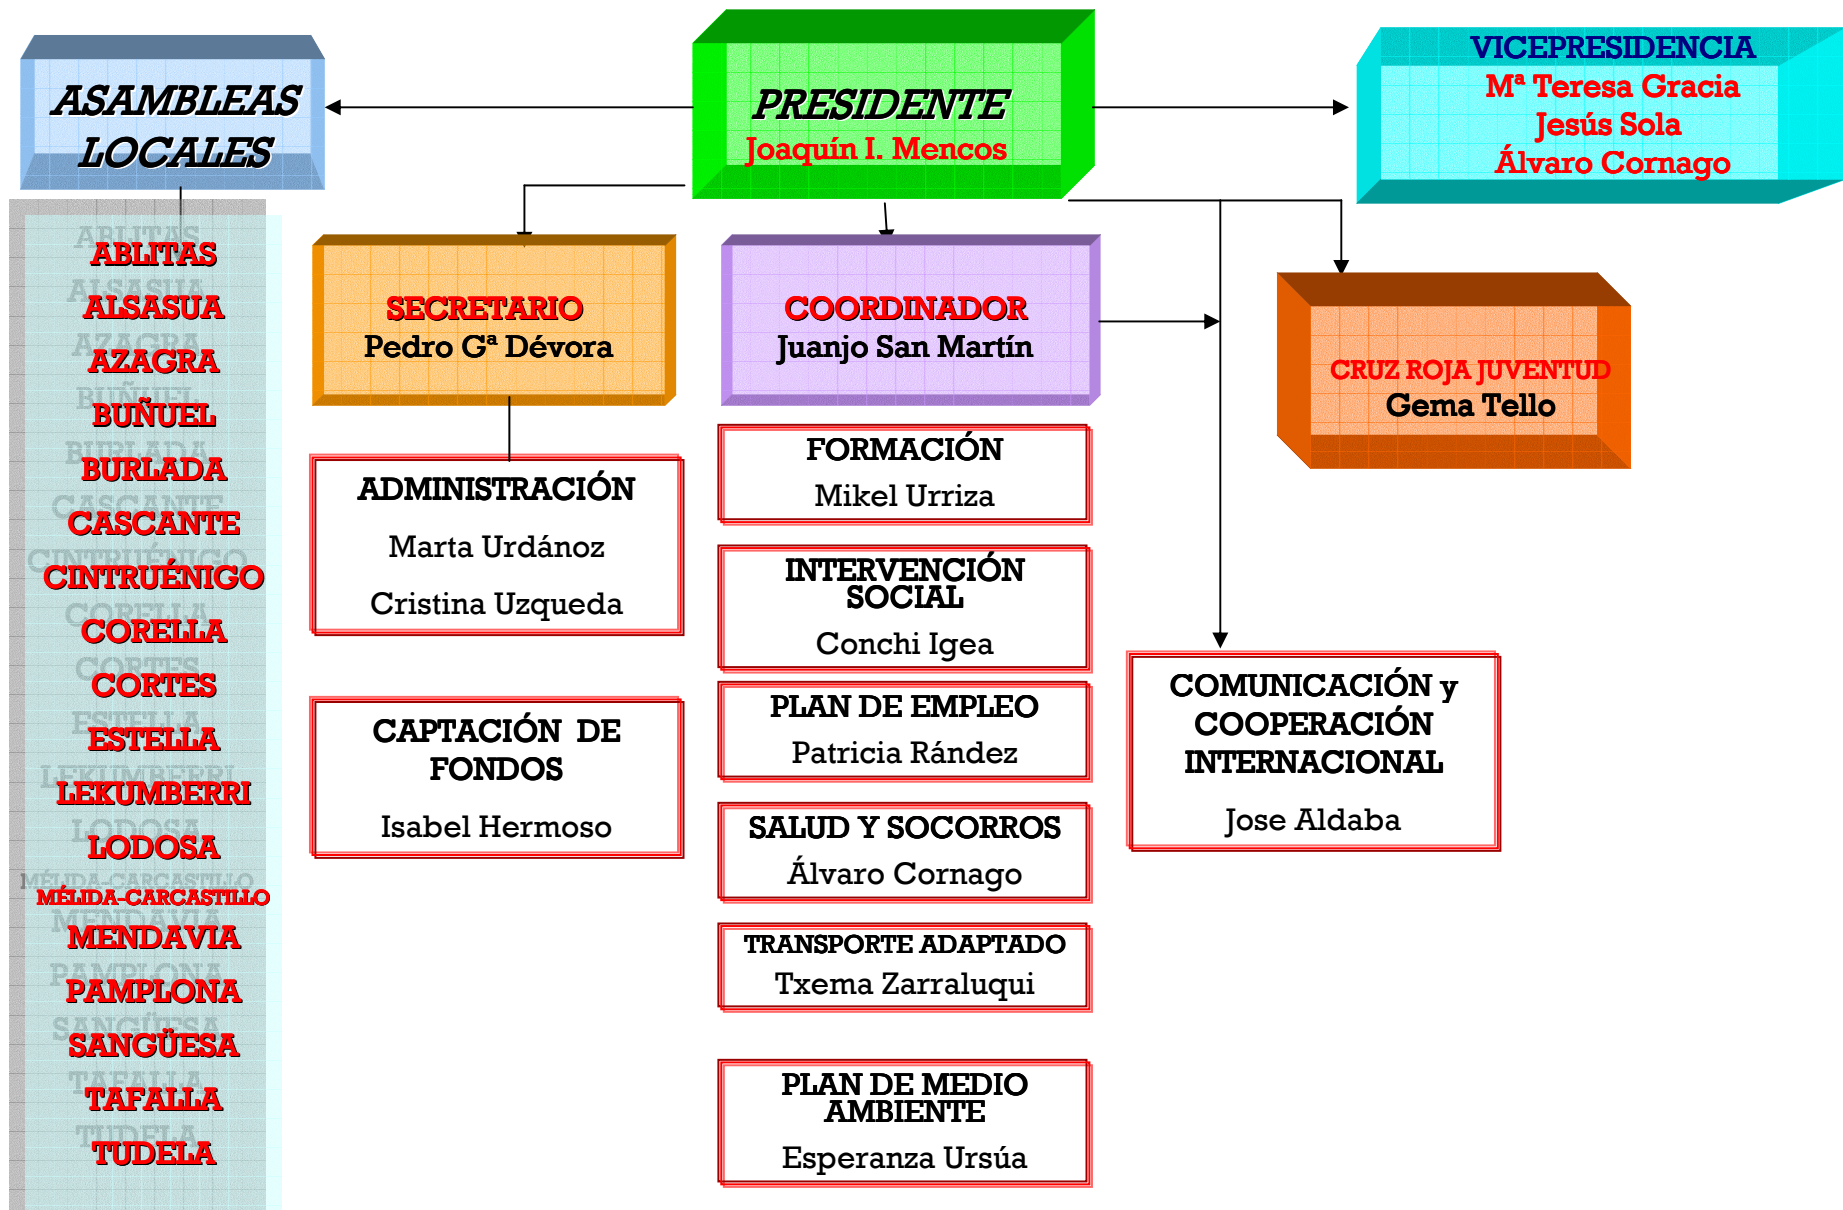 ASAMBLEAS
LOCALES
PRESIDENTE
Joaquín I. Mencos
VICEPRESIDENCIA
Mª Teresa Gracia
Jesús Sola
Álvaro Cornago
ABLITAS
ALSASUA
AZAGRA
BUÑUEL
BURLADA
CASCANTE
CINTRUÉNIGO
CORELLA
CORTES
ESTELLA
LEKUMBERRI
LODOSA
MÉLIDA-CARCASTILLO
MENDAVIA
PAMPLONA
SANGÜESA
TAFALLA
TUDELA
SECRETARIO
Pedro Gª Dévora
ADMINISTRACIÓN
Marta Urdánoz
Cristina Uzqueda
CAPTACIÓN DE
FONDOS
Isabel Hermoso
COORDINADOR
Juanjo San Martín
FORMACIÓN
Mikel Urriza
INTERVENCIÓN
SOCIAL
Conchi Igea
PLAN DE EMPLEO
Patricia Rández
SALUD Y SOCORROS
Álvaro Cornago
TRANSPORTE ADAPTADO
Txema Zarraluqui
PLAN DE MEDIO
AMBIENTE
Esperanza Ursúa
CRUZ ROJA JUVENTUD
Gema Tello
COMUNICACIÓN y
COOPERACIÓN
INTERNACIONAL
Jose Aldaba